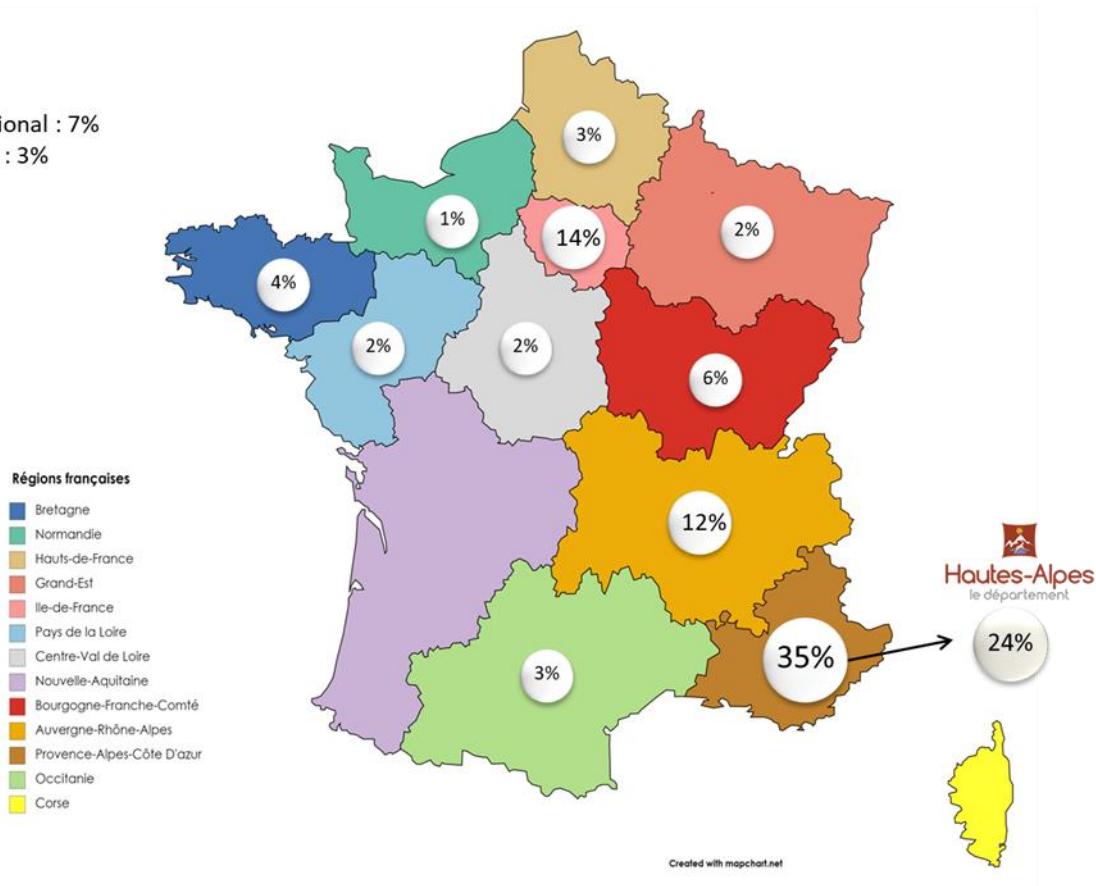 ional : 7%
: 3%
3%
1%
14%
2%
4%
2%
2%
6%
12%
35%
3%
Hautes-Alpes
le département
24%
Régions françaises
Bretagne
Normandie
Hauts-de-France
Grand-Est
Ile-de-France
Pays de la Loire
Centre-Val de Loire
Nouvelle-Aquitaine
Bourgogne-Franche-Comté
Auvergne-Rhône-Alpes
Provence-Alpes-Côte D'azur
Occitanie
Corse
Created with mapchart.net